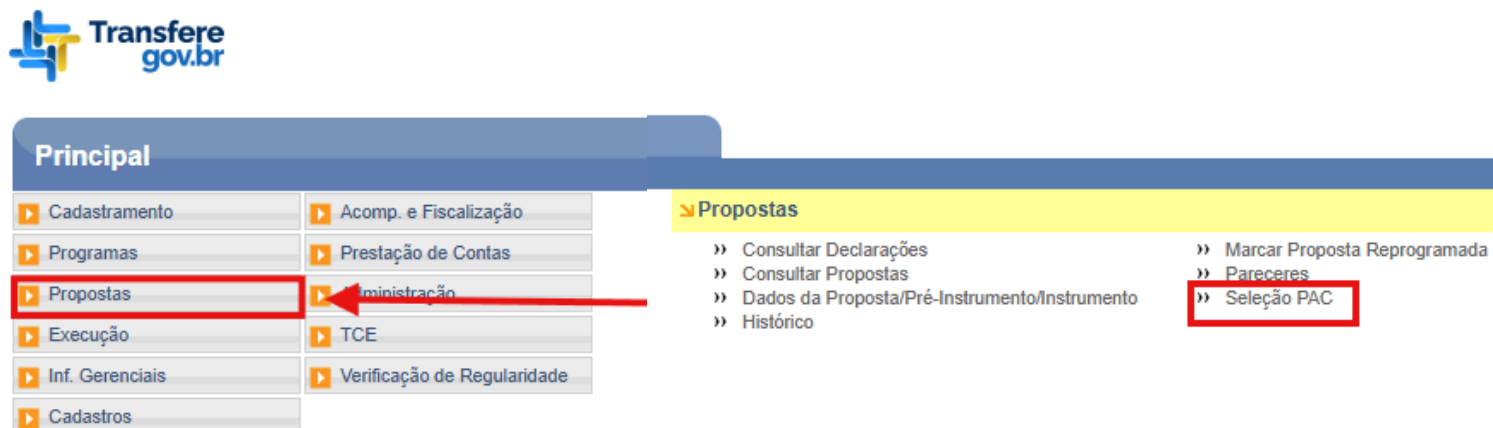 Transfere
gov.br
Principal
Cadastramento
Acomp. e Fiscalização
Programas
Prestação de Contas
Propostas
Administração
Execução
TCE
Inf. Gerenciais
Verificação de Regularidade
Cadastros
Propostas
Consultar Declarações
Consultar Propostas
Dados da Proposta/Pré-Instrumento/Instrumento
Histórico
Marcar Proposta Reprogramada
Pareceres
Seleção PAC